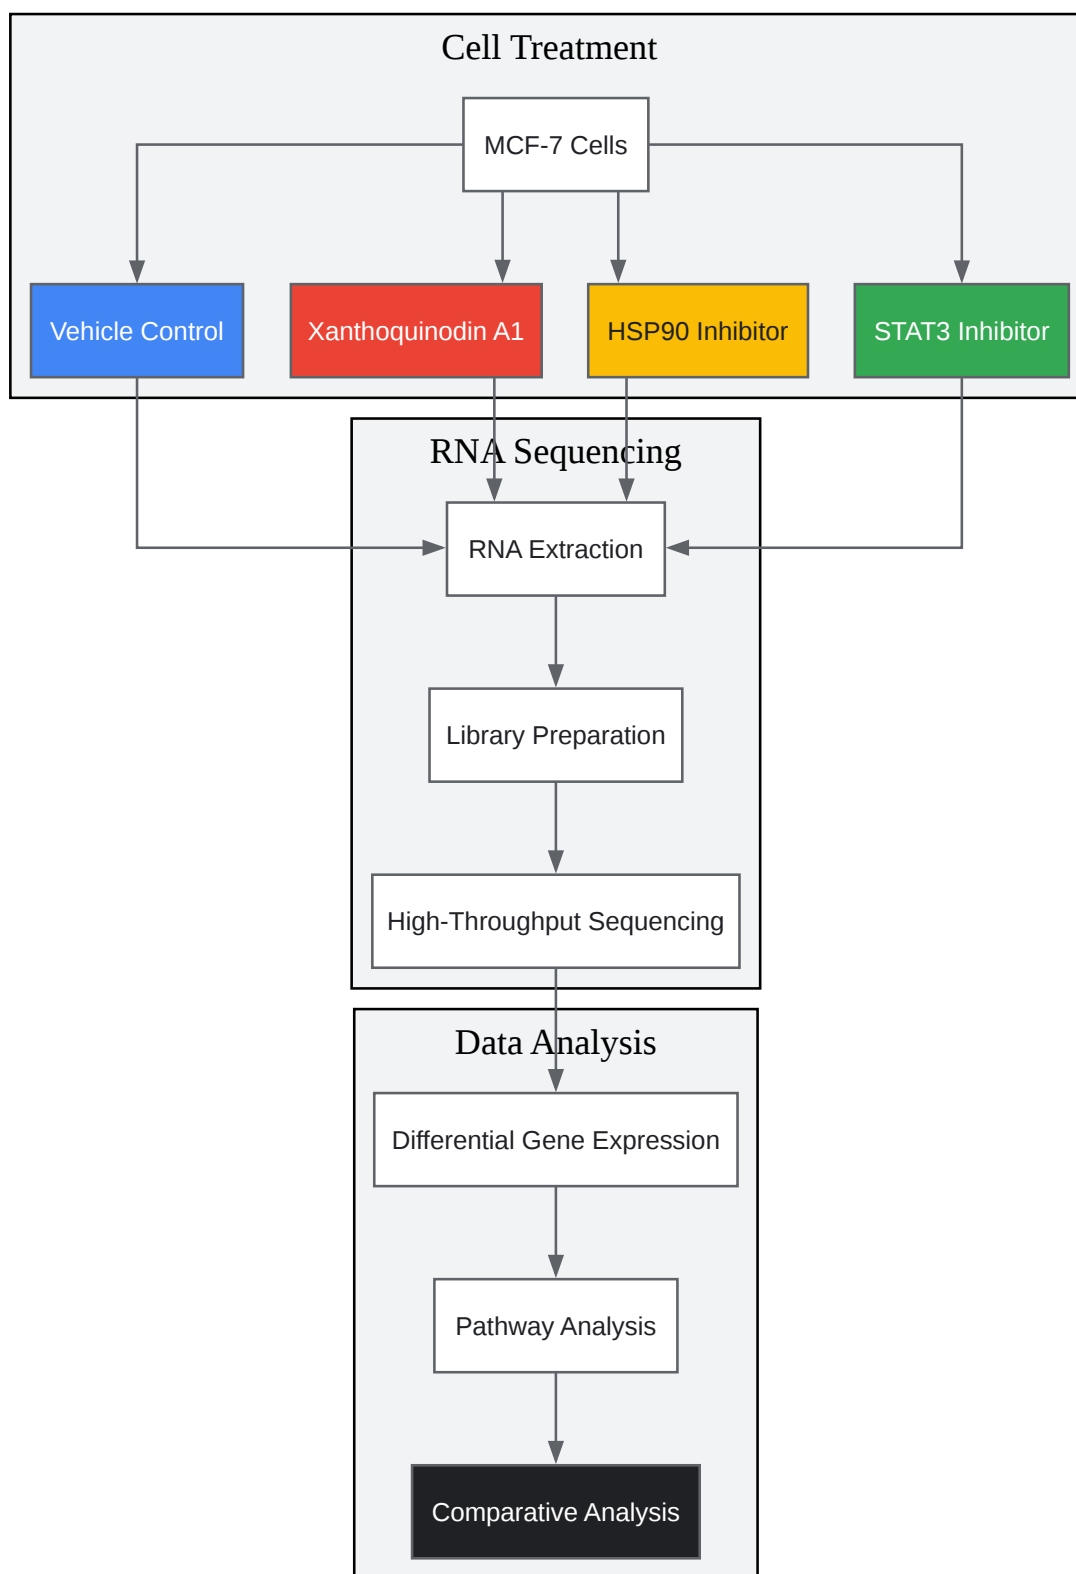 Cell Treatment
MCF-7 Cells
Vehicle Control
Xanthoquinodin A1
HSP90 Inhibitor
STAT3 Inhibitor
RNA Sequencing
RNA Extraction
Library Preparation
High-Throughput Sequencing
Data Analysis
Differential Gene Expression
Pathway Analysis
Comparative Analysis